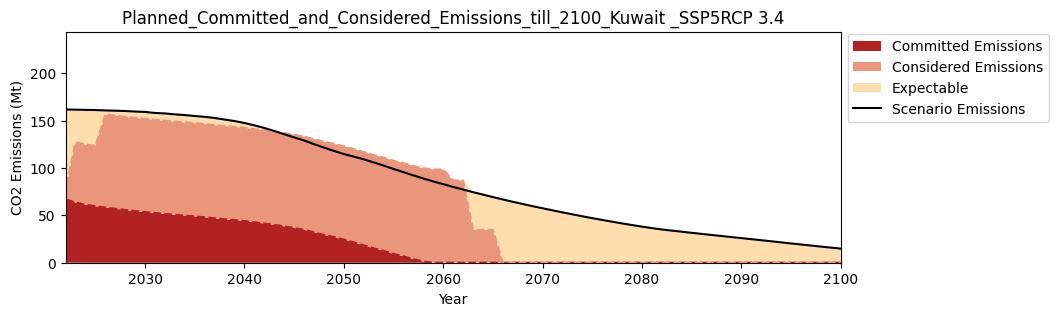 Planned_Committed_and_Considered_Emissions_till_2100_Kuwait _SSP5RCP 3.4
CO2 Emissions (Mt)
200
150
100
50
0
2030 2040 2050 2060 2070 2080 2090 2100
Year
Committed Emissions
Considered Emissions
Expectable
Scenario Emissions